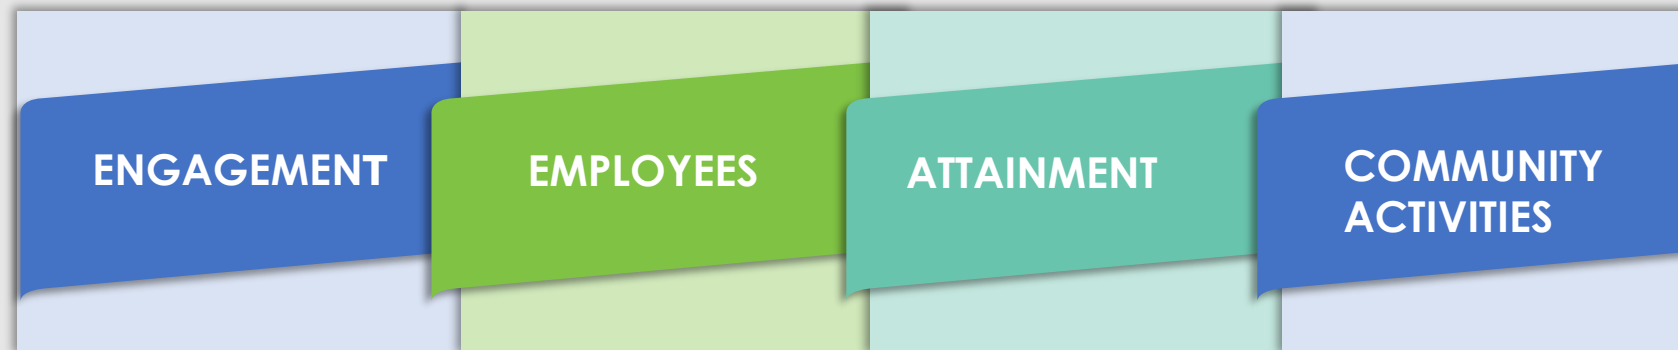 ENGAGEMENT
EMPLOYEES
ATTAINMENT
COMMUNITY
ACTIVITIES